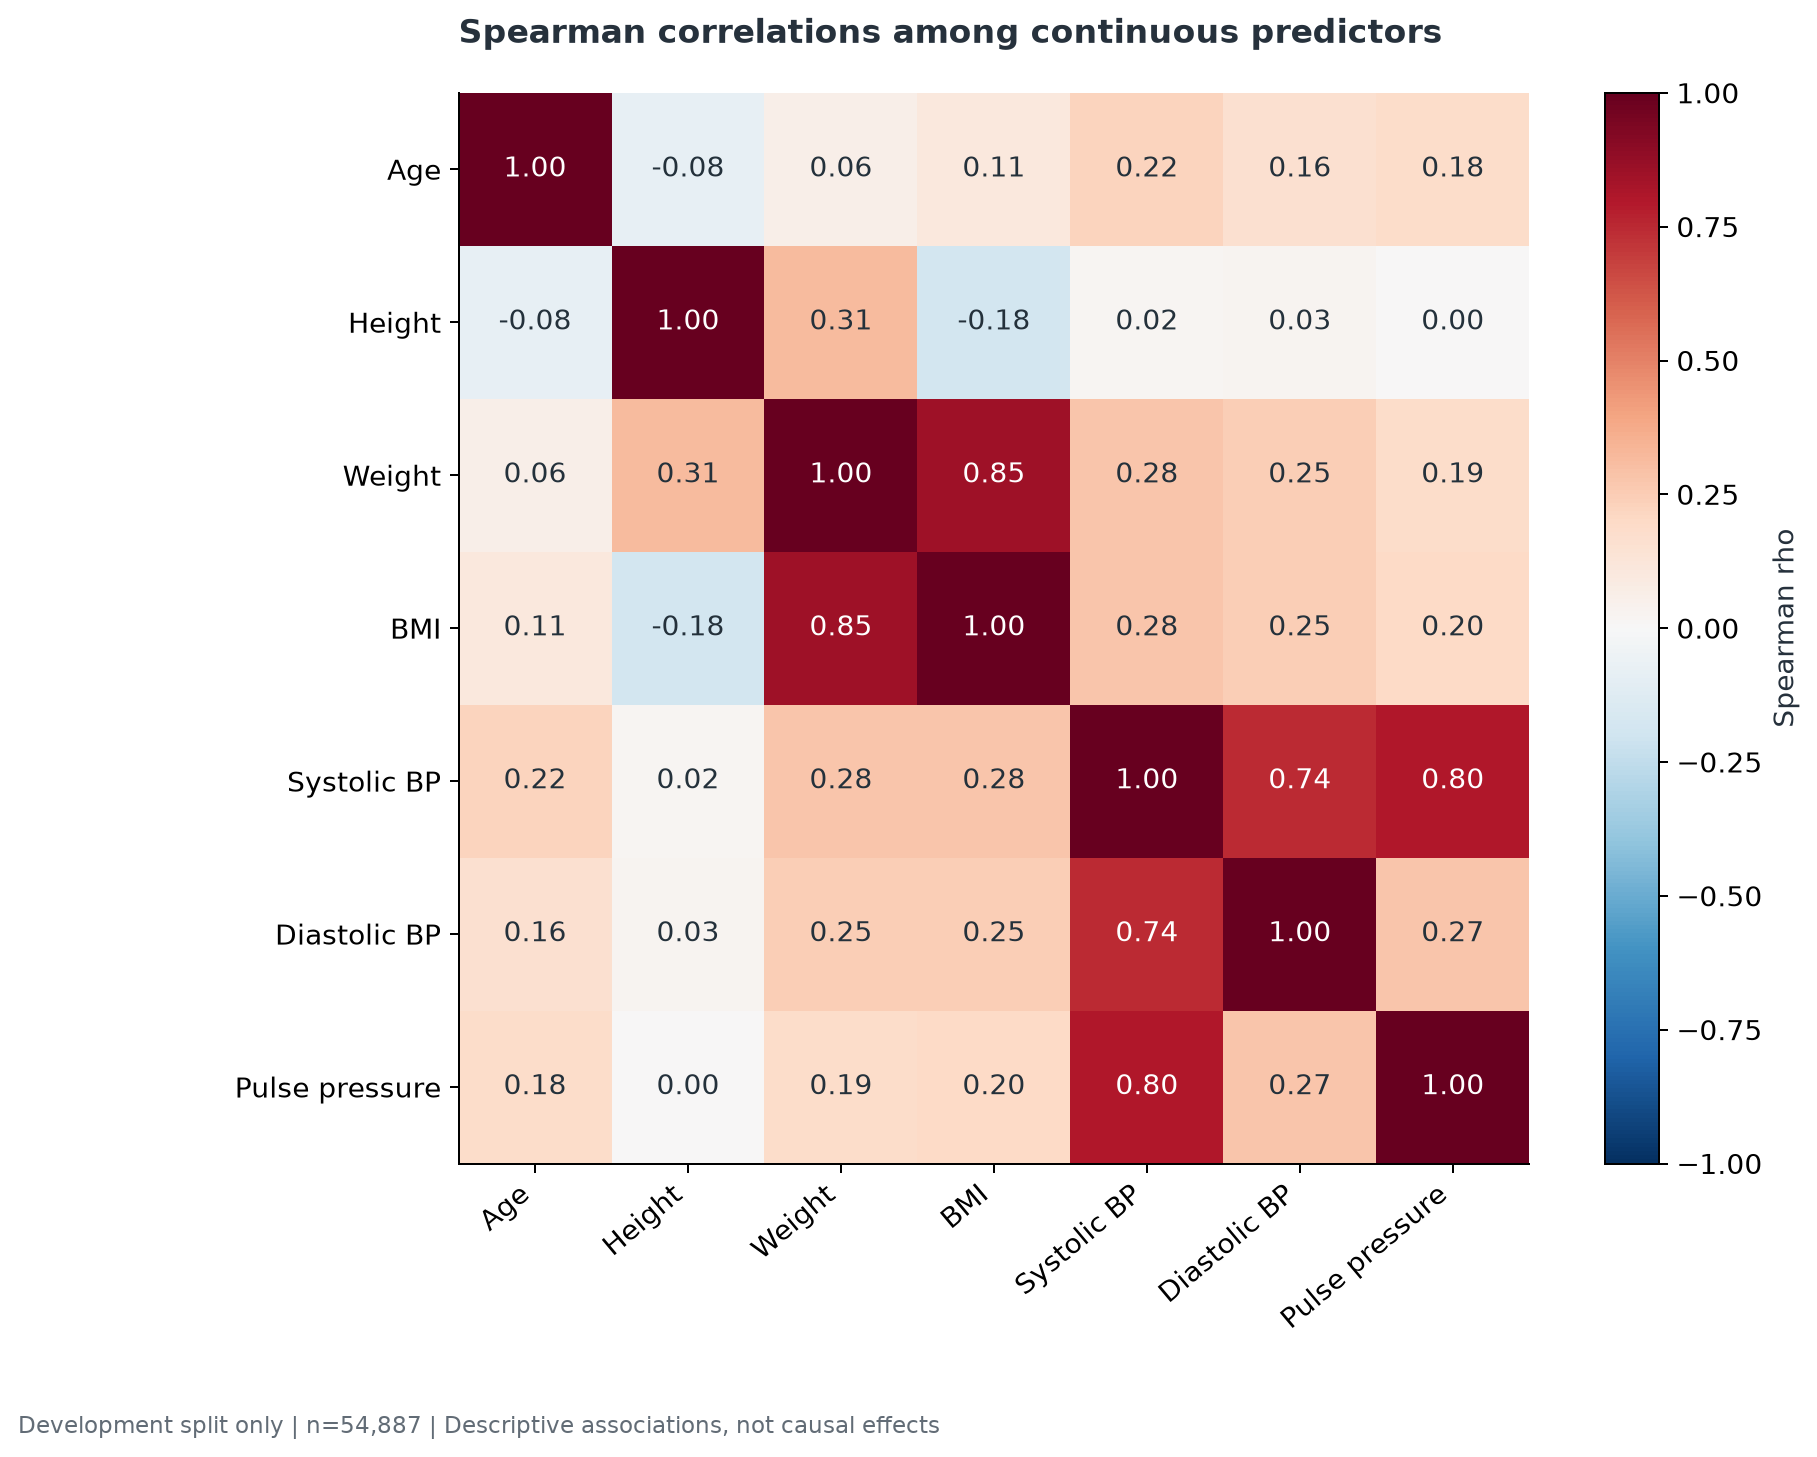 Spearman correlations among continuous predictors
Age 1.00 -0.08 0.06 0.11 0.22 0.16 0.18
Height -0.08 1.00 0.31 -0.18 0.02 0.03 0.00
Weight 0.06 0.31 1.00 0.85 0.28 0.25 0.19
BMI 0.11 -0.18 0.85 1.00 0.28 0.25 0.20
Systolic BP 0.22 0.02 0.28 0.28 1.00 0.74 0.80
Diastolic BP 0.16 0.03 0.25 0.25 0.74 1.00 0.27
Pulse pressure 0.18 0.00 0.19 0.20 0.80 0.27 1.00
Age Height Weight BMI Systolic BP Diastolic BP Pulse pressure
1.00
0.75
0.50
0.25
0.00
−0.25
−0.50
−0.75
−1.00
Spearman rho
Development split only | n=54,887 | Descriptive associations, not causal effects